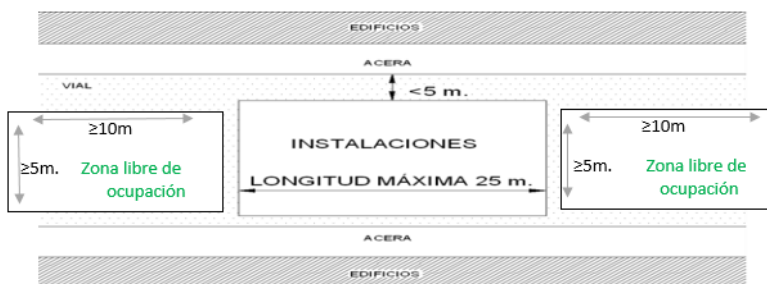 EDIFICIOS
ACERA
VIAL
<5 m.
≥10m
≥5m.
Zona libre de
ocupación
INSTALACIONES
LONGITUD MÁXIMA 25 m.
≥10m
≥5m.
Zona libre de
ocupación
ACERA
EDIFICIOS